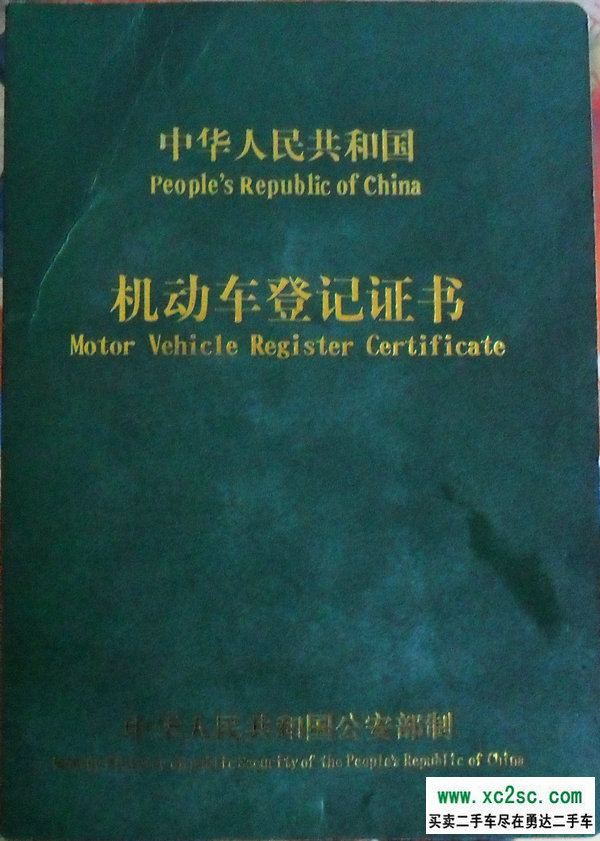 中华人民共和国
People's Republic of China
机动车登记证书
Motor Vehicle Register Certificate
中华人民共和国公安部制
Security of the People's Republic of China
www.xc2sc.com
买卖二手车尽在勇达二手车